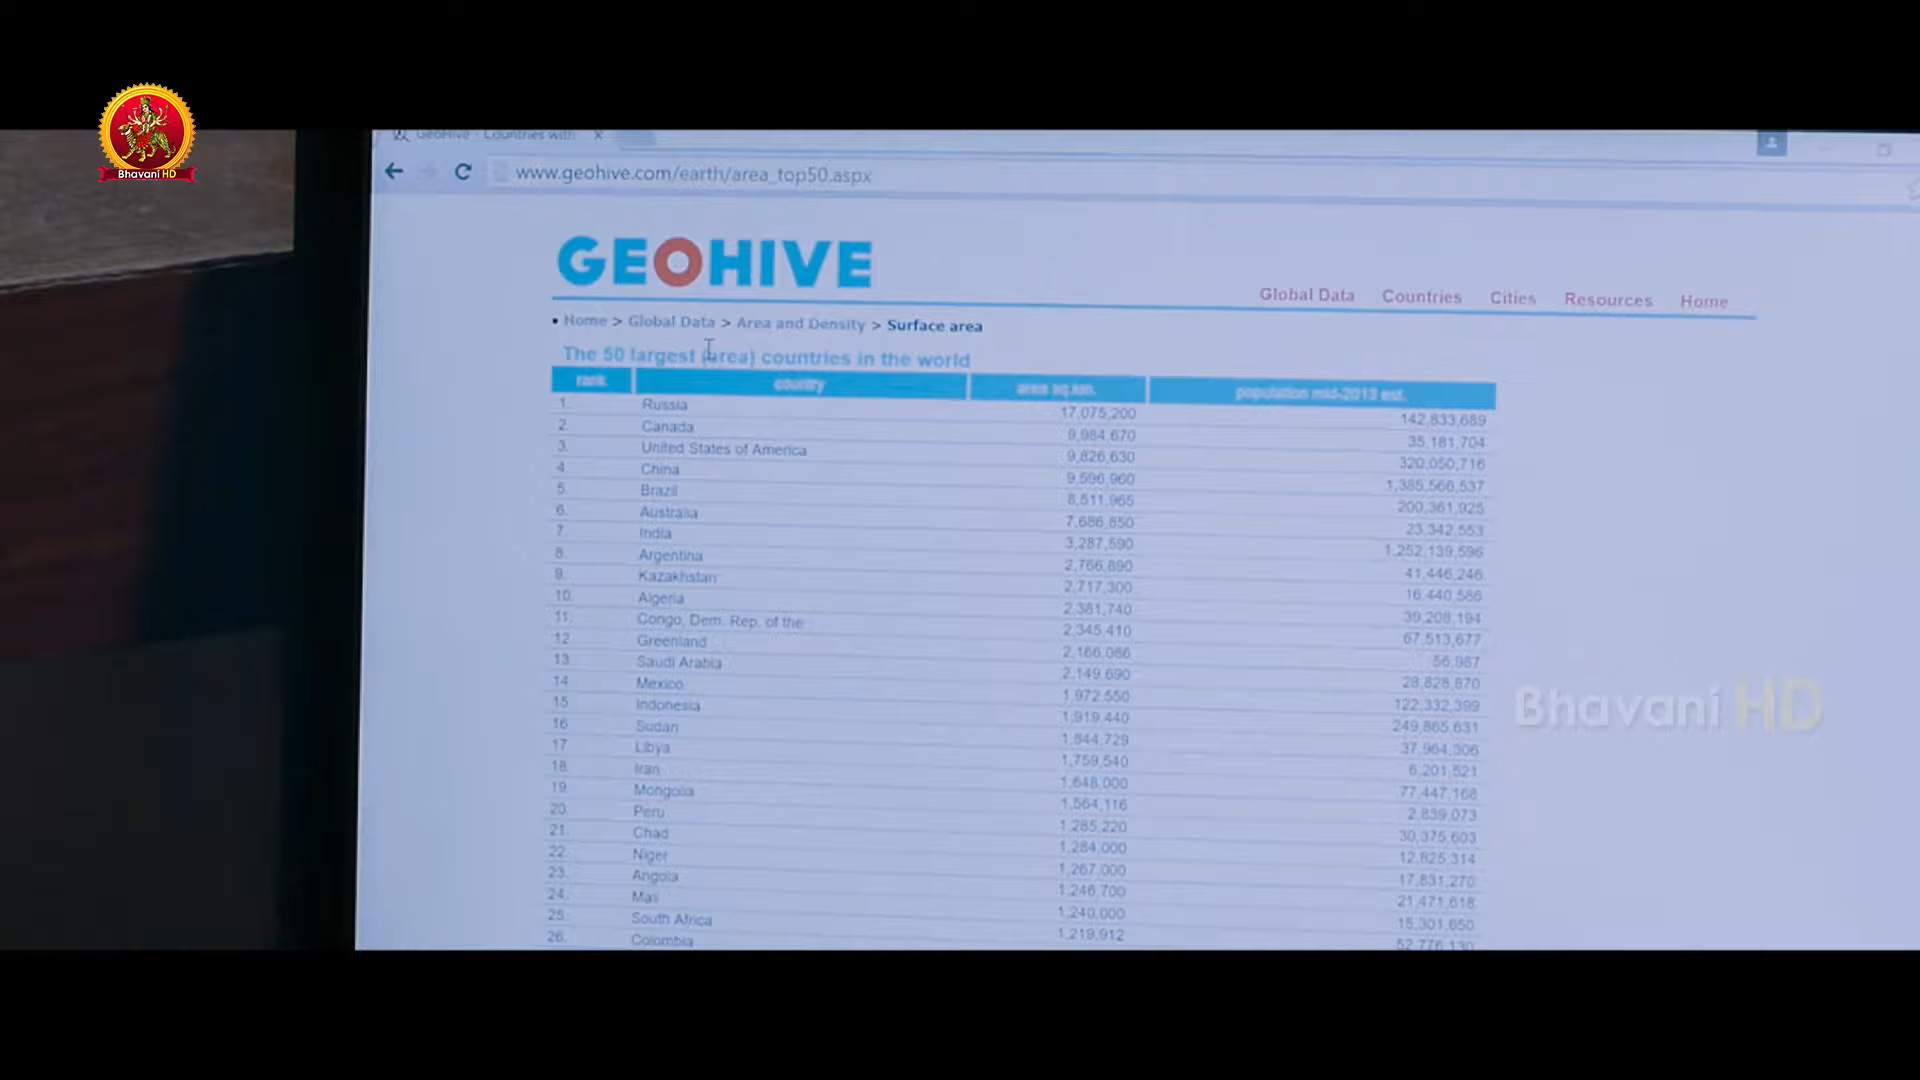 Bhavani HD
GeoHive - Countries with
www.geohive.com/earth/area_top50.aspx
GEOHIVE
Global Data Countries Cities Resources Home
• Home > Global Data > Area and Density > Surface area
The 50 largest (area) countries in the world
rank country area sq.km. population mid-2013 est.
1. Russia 17,075,200 142,833,689
2. Canada 9,984,670 35,181,704
3. United States of America 9,826,630 320,050,716
4. China 9,596,960 1,385,566,537
5. Brazil 8,511,965 200,361,925
6. Australia 7,686,850 23,342,553
7. India 3,287,590 1,252,139,596
8. Argentina 2,766,890 41,446,246
9. Kazakhstan 2,717,300 16,440,586
10. Algeria 2,381,740 39,208,194
11. Congo, Dem. Rep. of the 2,345,410 67,513,677
12. Greenland 2,166,086 56,987
13. Saudi Arabia 2,149,690 28,828,870
14. Mexico 1,972,550 122,332,399
15. Indonesia 1,919,440 249,865,631
16. Sudan 1,844,729 37,964,306
17. Libya 1,759,540 6,201,521
18. Iran 1,648,000 77,447,168
19. Mongolia 1,564,116 2,839,073
20. Peru 1,285,220 30,375,603
21. Chad 1,284,000 12,825,314
22. Niger 1,267,000 17,831,270
23. Angola 1,246,700 21,471,618
24. Mali 1,240,000 15,301,650
25. South Africa 1,219,912 52,776,130
26. Colombia
Bhavani HD